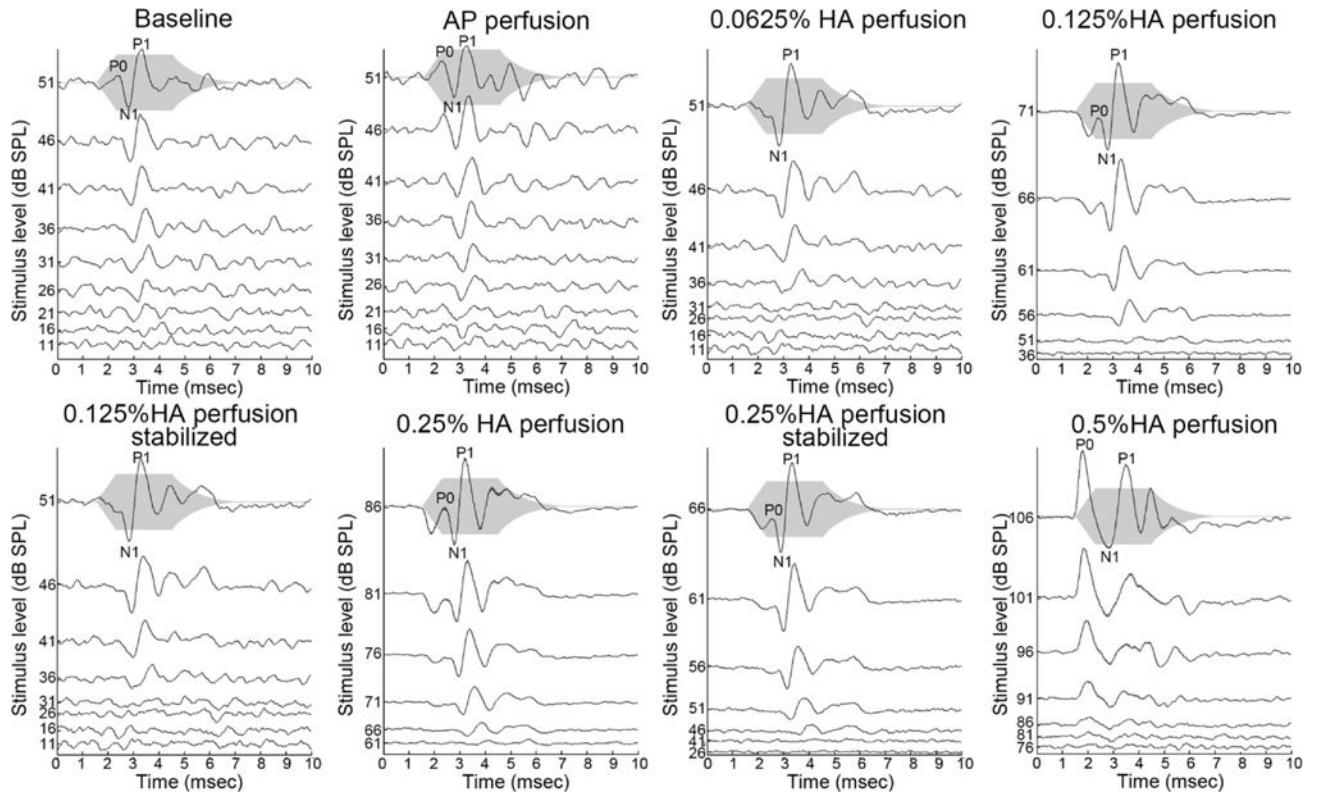 Baseline
AP perfusion
0.0625% HA perfusion
0.125%HA perfusion
Stimulus level (dB SPL)
51
46
41
36
31
26
21
16
11
P0
P1
N1
0 1 2 3 4 5 6 7 8 9 10
Time (msec)
Stimulus level (dB SPL)
51
46
41
36
31
26
21
16
11
P0
P1
N1
0 1 2 3 4 5 6 7 8 9 10
Time (msec)
Stimulus level (dB SPL)
51
46
41
36
31
26
16
11
P1
N1
0 1 2 3 4 5 6 7 8 9 10
Time (msec)
Stimulus level (dB SPL)
71
66
61
56
51
36
P1
P0
N1
0 1 2 3 4 5 6 7 8 9 10
Time (msec)
0.125%HA perfusion
stabilized
0.25% HA perfusion
0.25%HA perfusion
stabilized
0.5%HA perfusion
Stimulus level (dB SPL)
51
46
41
36
31
26
16
11
P1
N1
0 1 2 3 4 5 6 7 8 9 10
Time (msec)
Stimulus level (dB SPL)
86
81
76
71
66
61
P1
P0
N1
0 1 2 3 4 5 6 7 8 9 10
Time (msec)
Stimulus level (dB SPL)
66
61
56
51
46
41
26
P1
P0
N1
0 1 2 3 4 5 6 7 8 9 10
Time (msec)
Stimulus level (dB SPL)
106
101
96
91
86
81
76
P0
P1
N1
0 1 2 3 4 5 6 7 8 9 10
Time (msec)